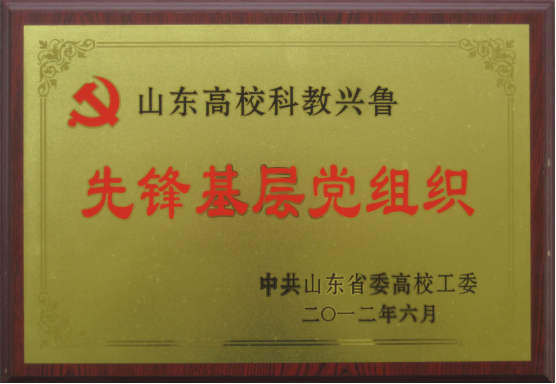 山东高校科教兴鲁
先锋基层党组织
中共山东省委高校工委
二〇一二年六月